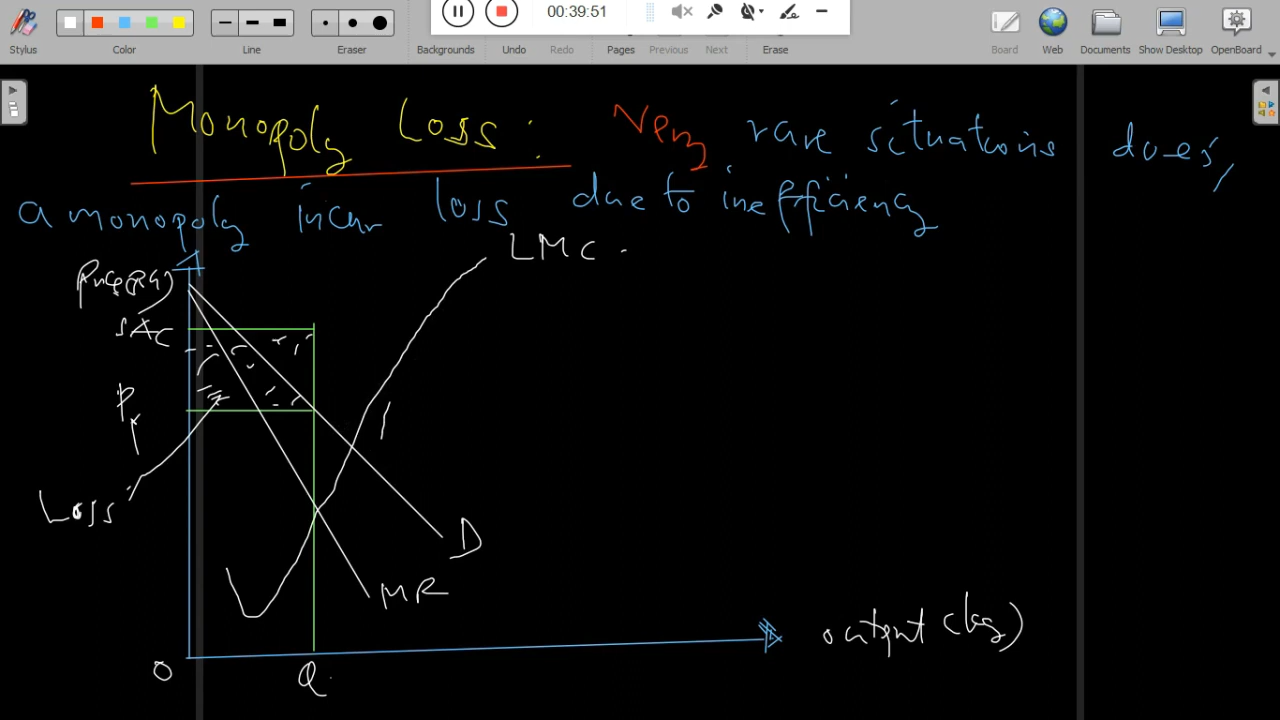 00:39:51
Stylus Color Line Eraser Backgrounds Undo Redo Pages Previous Next Erase Board Web Documents Show Desktop OpenBoard
Monopoly Loss: Very rare situations does,
a monopoly incur loss due to inefficiency
LMC
SAC
P
Loss
D
MR
output (kg)
O Q